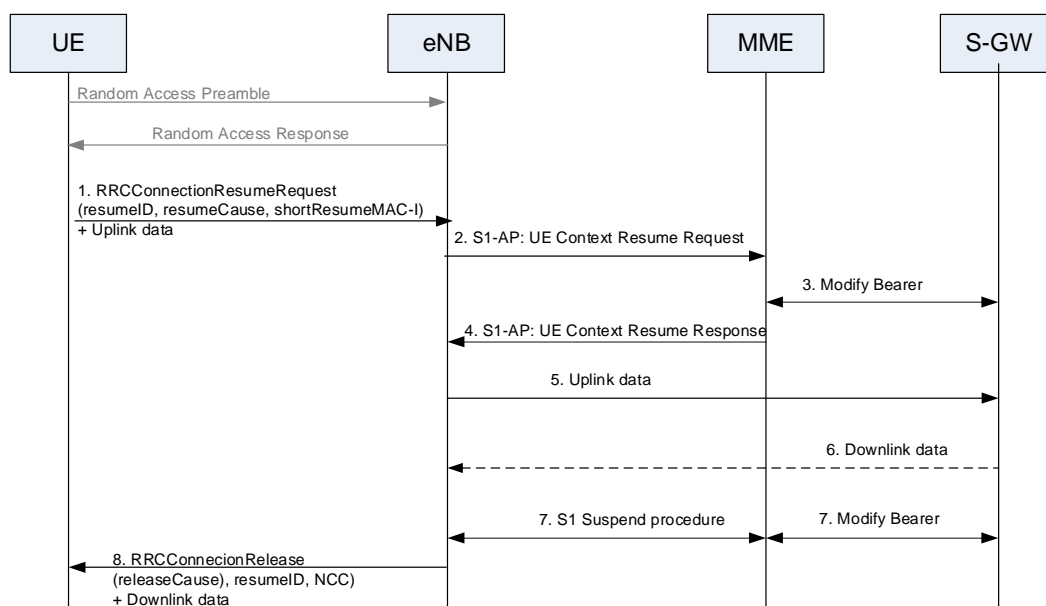 UE
eNB
MME
S-GW
Random Access Preamble
Random Access Response
1. RRCConnectionResumeRequest
(resumeID, resumeCause, shortResumeMAC-I)
+ Uplink data
2. S1-AP: UE Context Resume Request
3. Modify Bearer
4. S1-AP: UE Context Resume Response
5. Uplink data
6. Downlink data
7. S1 Suspend procedure
7. Modify Bearer
8. RRCConnecionRelease
(releaseCause), resumeID, NCC)
+ Downlink data